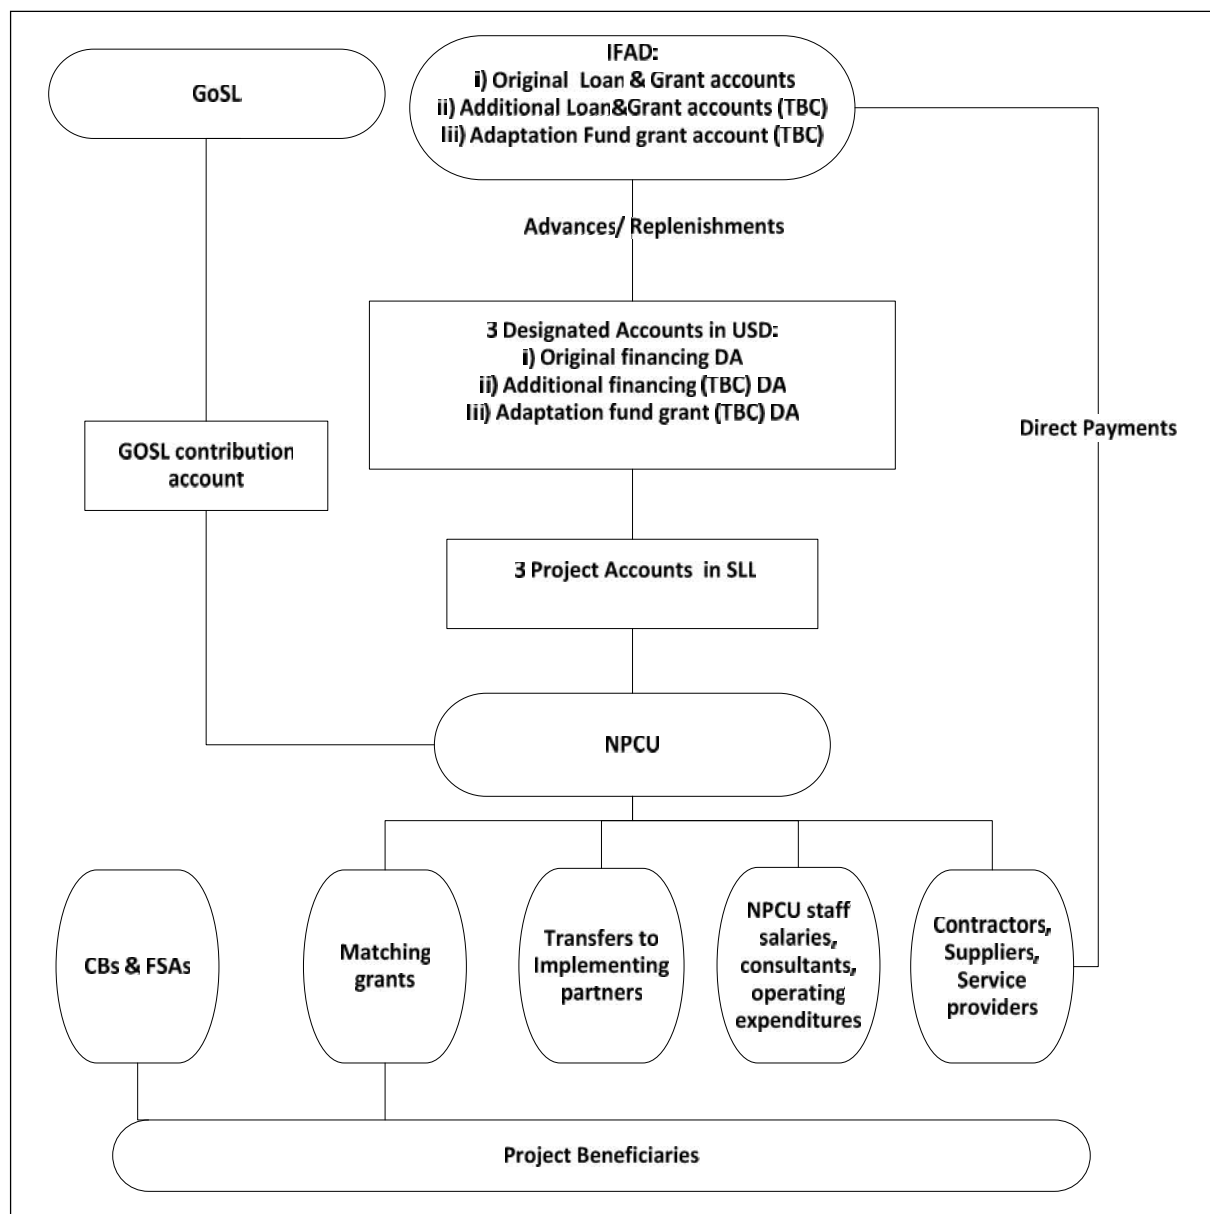 GoSL
IFAD:
i) Original Loan & Grant accounts
ii) Additional Loan&Grant accounts (TBC)
Iii) Adaptation Fund grant account (TBC)
Advances/ Replenishments
3 Designated Accounts in USD:
i) Original financing DA
ii) Additional financing (TBC) DA
Iii) Adaptation fund grant (TBC) DA
Direct Payments
GOSL contribution
account
3 Project Accounts in SLL
NPCU
CBs & FSAs
Matching
grants
Transfers to
Implementing
partners
NPCU staff
salaries,
consultants,
operating
expenditures
Contractors,
Suppliers,
Service
providers
Project Beneficiaries